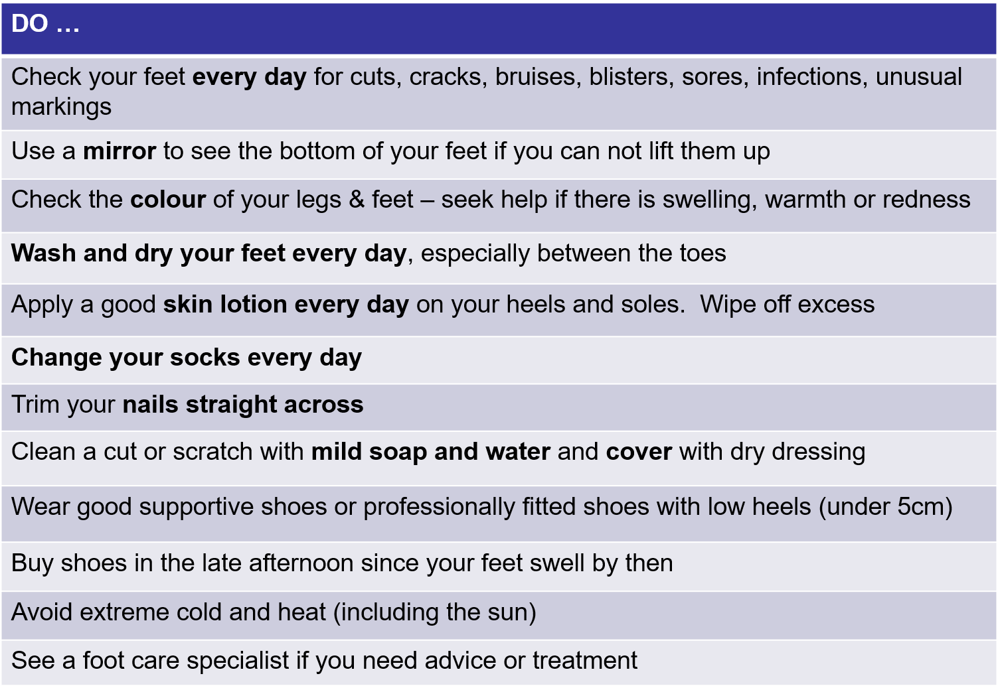 DO …
Check your feet every day for cuts, cracks, bruises, blisters, sores, infections, unusual
markings
Use a mirror to see the bottom of your feet if you can not lift them up
Check the colour of your legs & feet – seek help if there is swelling, warmth or redness
Wash and dry your feet every day, especially between the toes
Apply a good skin lotion every day on your heels and soles.  Wipe off excess
Change your socks every day
Trim your nails straight across
Clean a cut or scratch with mild soap and water and cover with dry dressing
Wear good supportive shoes or professionally fitted shoes with low heels (under 5cm)
Buy shoes in the late afternoon since your feet swell by then
Avoid extreme cold and heat (including the sun)
See a foot care specialist if you need advice or treatment